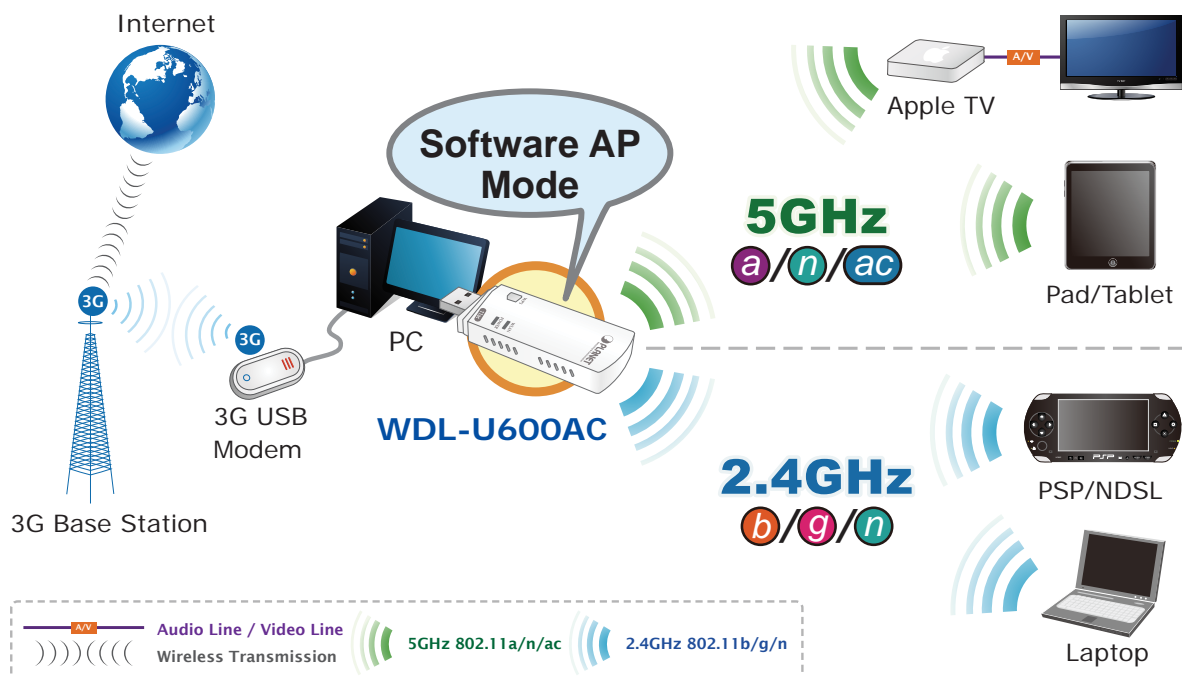 Internet
Software AP
Mode
Apple TV
A/V
5GHz
a/n/ac
Pad/Tablet
3G
3G
PC
PLANET
3G USB
Modem
WDL-U600AC
2.4GHz
b/g/n
PSP
PSP/NDSL
3G Base Station
Laptop
A/V
Audio Line / Video Line
Wireless Transmission
5GHz 802.11a/n/ac
2.4GHz 802.11b/g/n